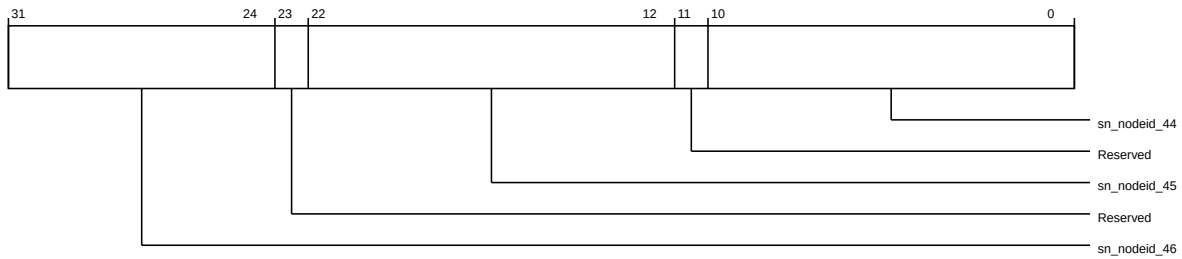 31 24 23 22 12 11 10 0
sn_nodeid_44
Reserved
sn_nodeid_45
Reserved
sn_nodeid_46